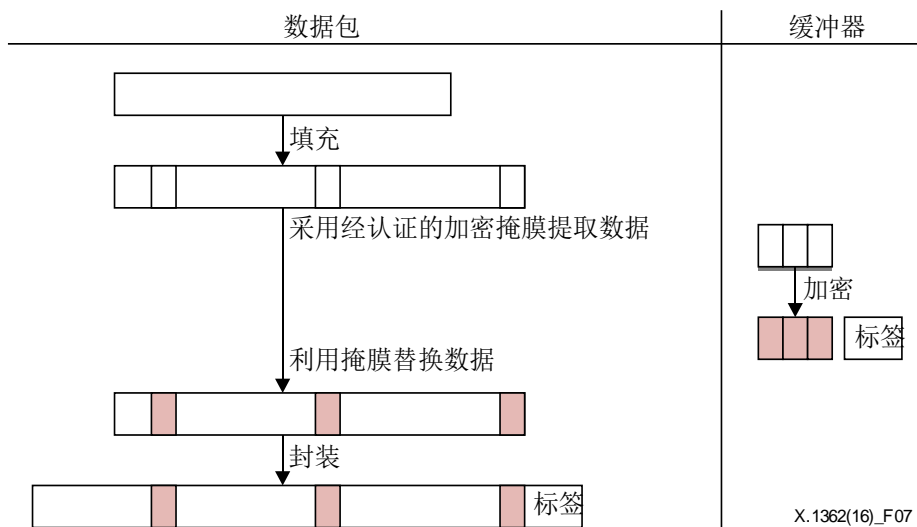 数据包
缓冲器
填充
采用经认证的加密掩膜提取数据
加密
标签
利用掩膜替换数据
封装
标签
X.1362(16)_F07